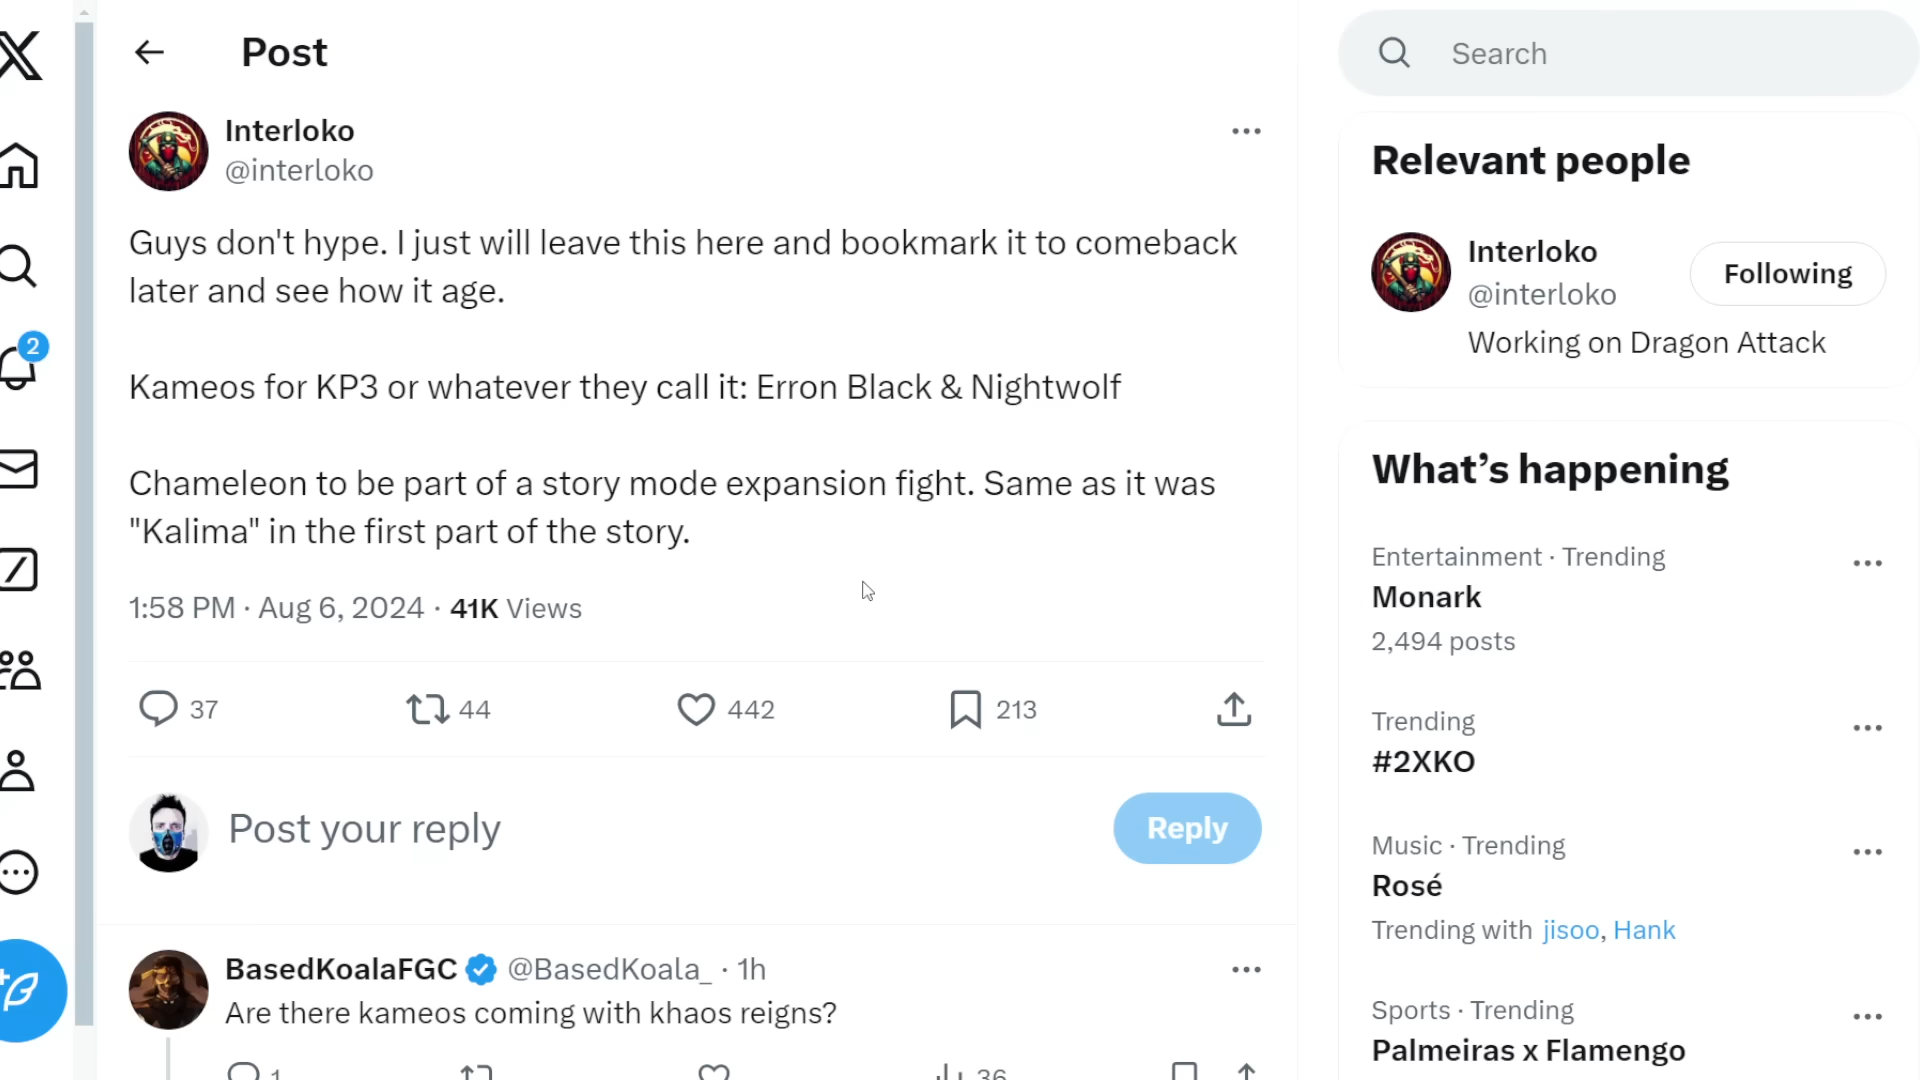 Post
Interloko
@interloko
Guys don't hype. I just will leave this here and bookmark it to comeback
later and see how it age.
Kameos for KP3 or whatever they call it: Erron Black & Nightwolf
Chameleon to be part of a story mode expansion fight. Same as it was
"Kalima" in the first part of the story.
1:58 PM · Aug 6, 2024 · 41K Views
37
44
442
213
Post your reply
Reply
BasedKoalaFGC @BasedKoala_ · 1h
Are there kameos coming with khaos reigns?
1
36
2
Search
Relevant people
Interloko
@interloko
Following
Working on Dragon Attack
What's happening
Entertainment · Trending
Monark
2,494 posts
Trending
#2XKO
Music · Trending
Rosé
Trending with jisoo, Hank
Sports · Trending
Palmeiras x Flamengo